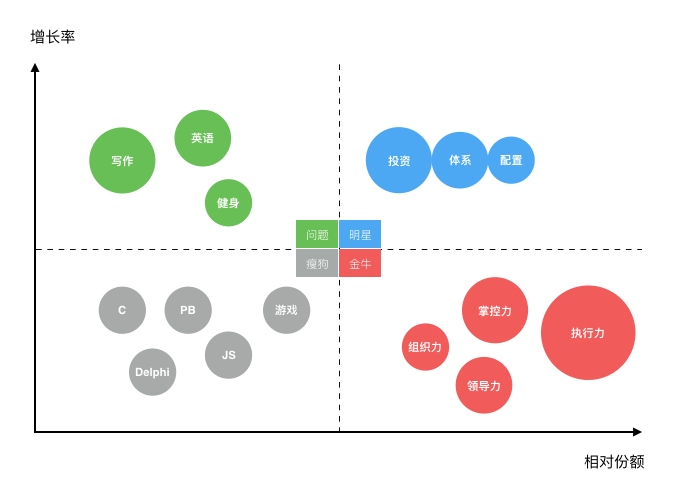 增长率
英语
写作
健身
投资
体系
配置
问题
明星
瘦狗
金牛
C
PB
游戏
JS
Delphi
掌控力
执行力
组织力
领导力
相对份额